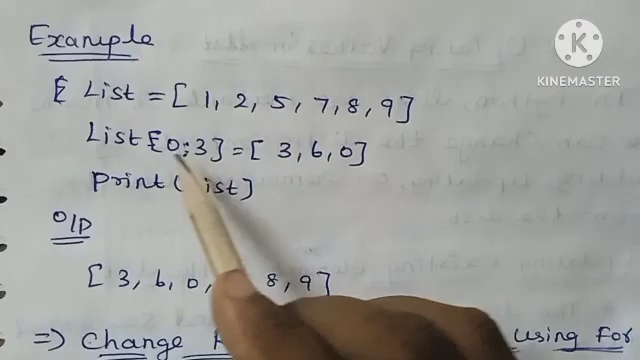 Example
K
KINEMASTER
List = [ 1, 2, 5, 7, 8, 9]
List[0:3] = [ 3, 6, 0]
Print( ist]
O/P
[ 3, 6, 0, 8, 9]
=> Change using For